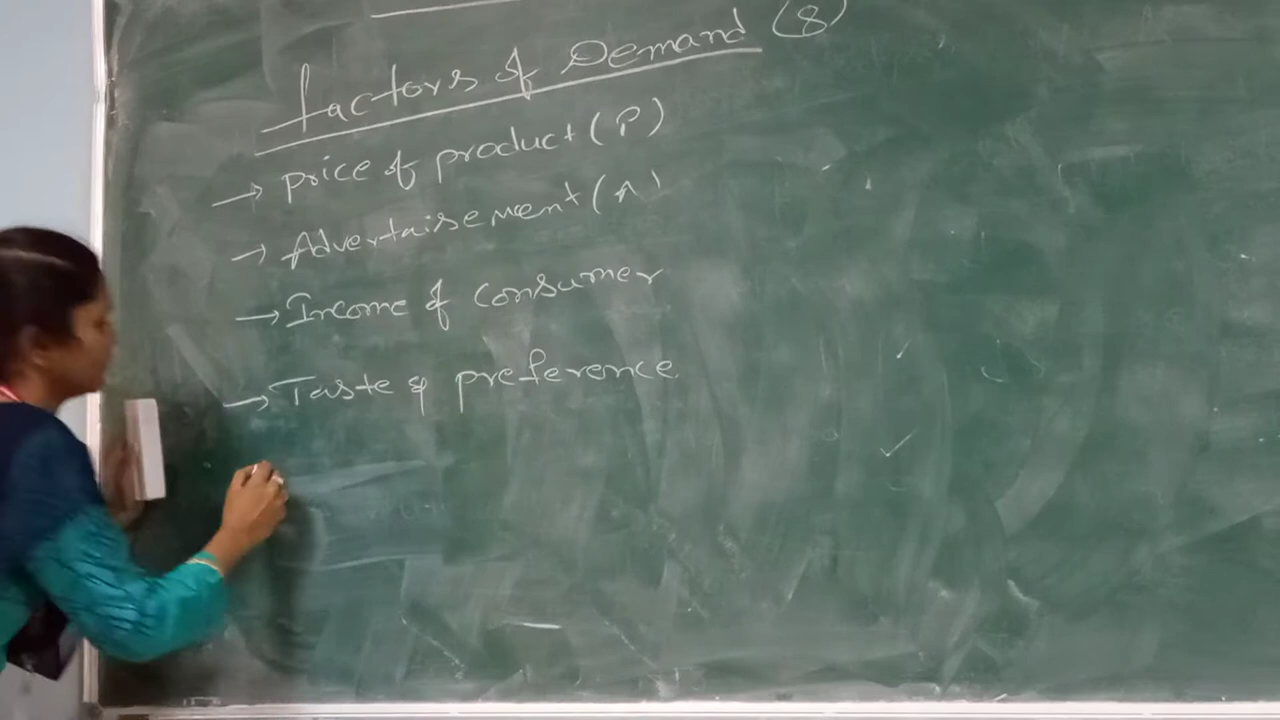 factors of Demand (8)
→ price of product (P)
→ Advertaisement (A)
→ Income of consumer
→ Taste & preference